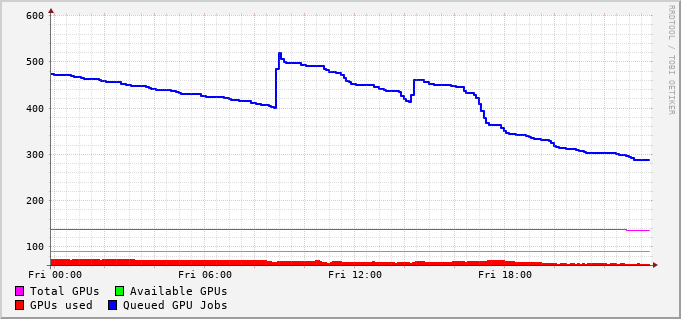 600
500
400
300
200
100
Fri 00:00 Fri 06:00 Fri 12:00 Fri 18:00
Total GPUs Available GPUs
GPUs used Queued GPU Jobs
RRDTOOL / TOBI OETIKER